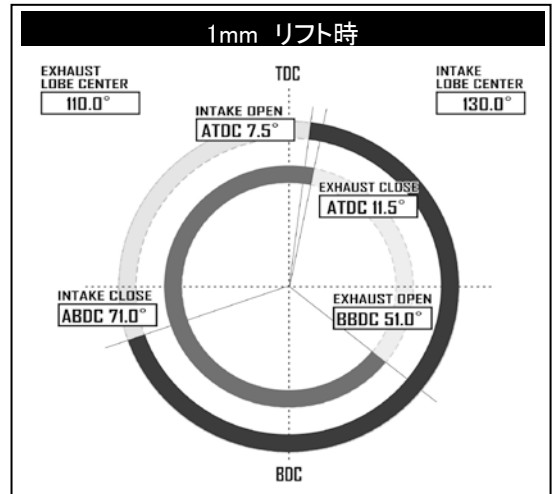 1mm リフト時
EXHAUST
LOBE CENTER
110.0°
TDC
INTAKE
LOBE CENTER
130.0°
INTAKE OPEN
ATDC 7.5°
EXHAUST CLOSE
ATDC 11.5°
INTAKE CLOSE
ABDC 71.0°
EXHAUST OPEN
BBDC 51.0°
BDC